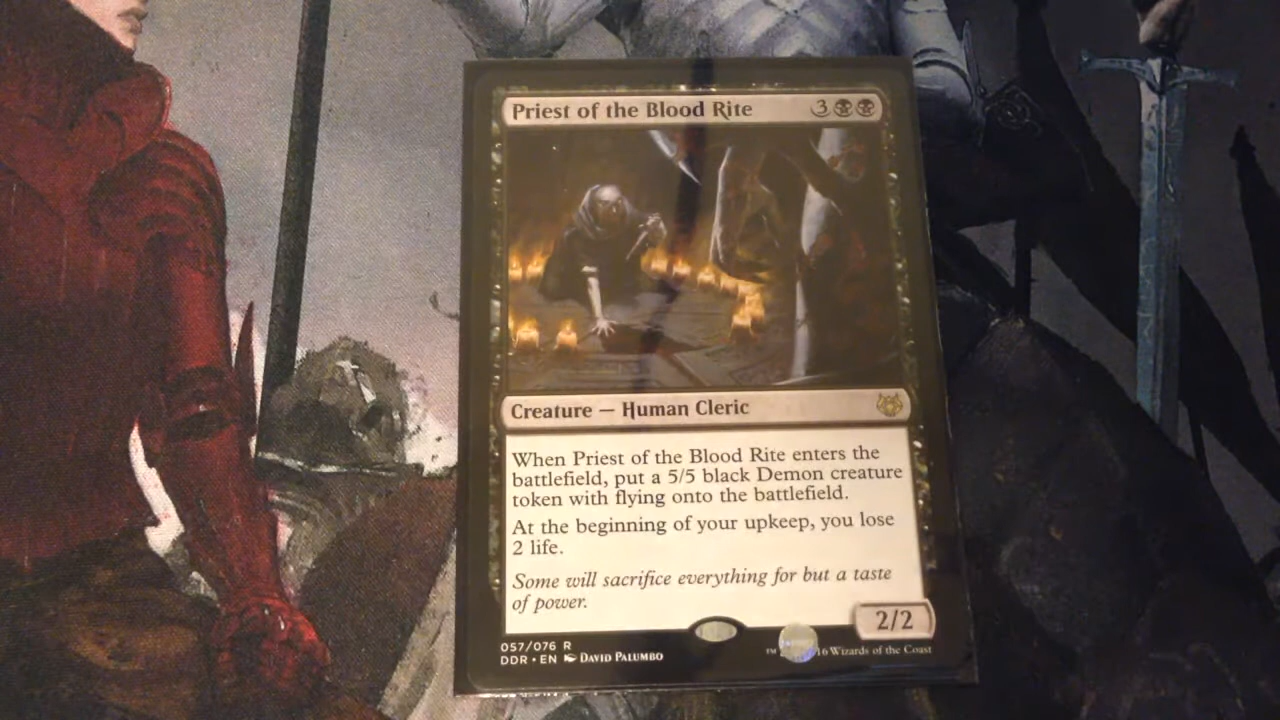 Priest of the Blood Rite 3
Creature — Human Cleric
When Priest of the Blood Rite enters the
battlefield, put a 5/5 black Demon creature
token with flying onto the battlefield.
At the beginning of your upkeep, you lose
2 life.
Some will sacrifice everything for but a taste
of power.
2/2
057/076 R
DDR • EN David Palumbo
™ 16 Wizards of the Coast